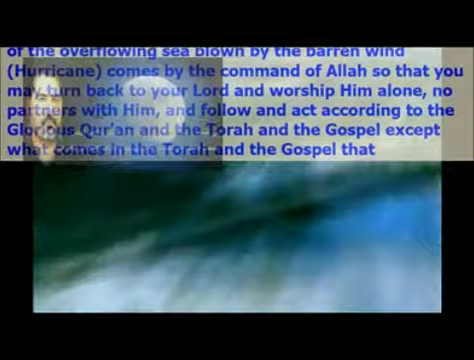 of the overflowing sea blown by the barren wind
(Hurricane) comes by the command of Allah so that you
may turn back to your Lord and worship Him alone, no
partners with Him, and follow and act according to the
Glorious Qur'an and the Torah and the Gospel except
what comes in the Torah and the Gospel that